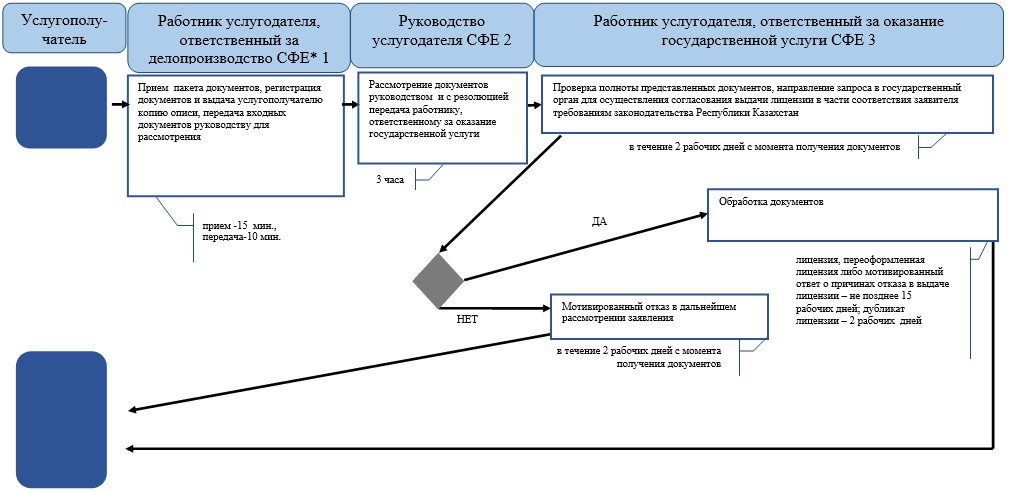 Услугополу-
чатель
Работник услугодателя,
ответственный за
делопроизводство СФЕ* 1
Руководство
услугодателя СФЕ 2
Работник услугодателя, ответственный за оказание
государственной услуги СФЕ 3
Прием пакета документов, регистрация
документов и выдача услугополучателю
копию описи, передача входных
документов руководству для
рассмотрения
прием -15 мин.,
передача-10 мин.
Рассмотрение документов
руководством и с резолюцией
передача работнику,
ответственному за оказание
государственной услуги
3 часа
Проверка полноты представленных документов, направление запроса в государственный
орган для осуществления согласования выдачи лицензии в части соответствия заявителя
требованиям законодательства Республики Казахстан
в течение 2 рабочих дней с момента получения документов
ДА
Обработка документов
лицензия, переоформленная
лицензия либо мотивированный
ответ о причинах отказа в выдаче
лицензии – не позднее 15
рабочих дней; дубликат
лицензии – 2 рабочих дней
НЕТ
Мотивированный отказ в дальнейшем
рассмотрении заявления
в течение 2 рабочих дней с момента
получения документов